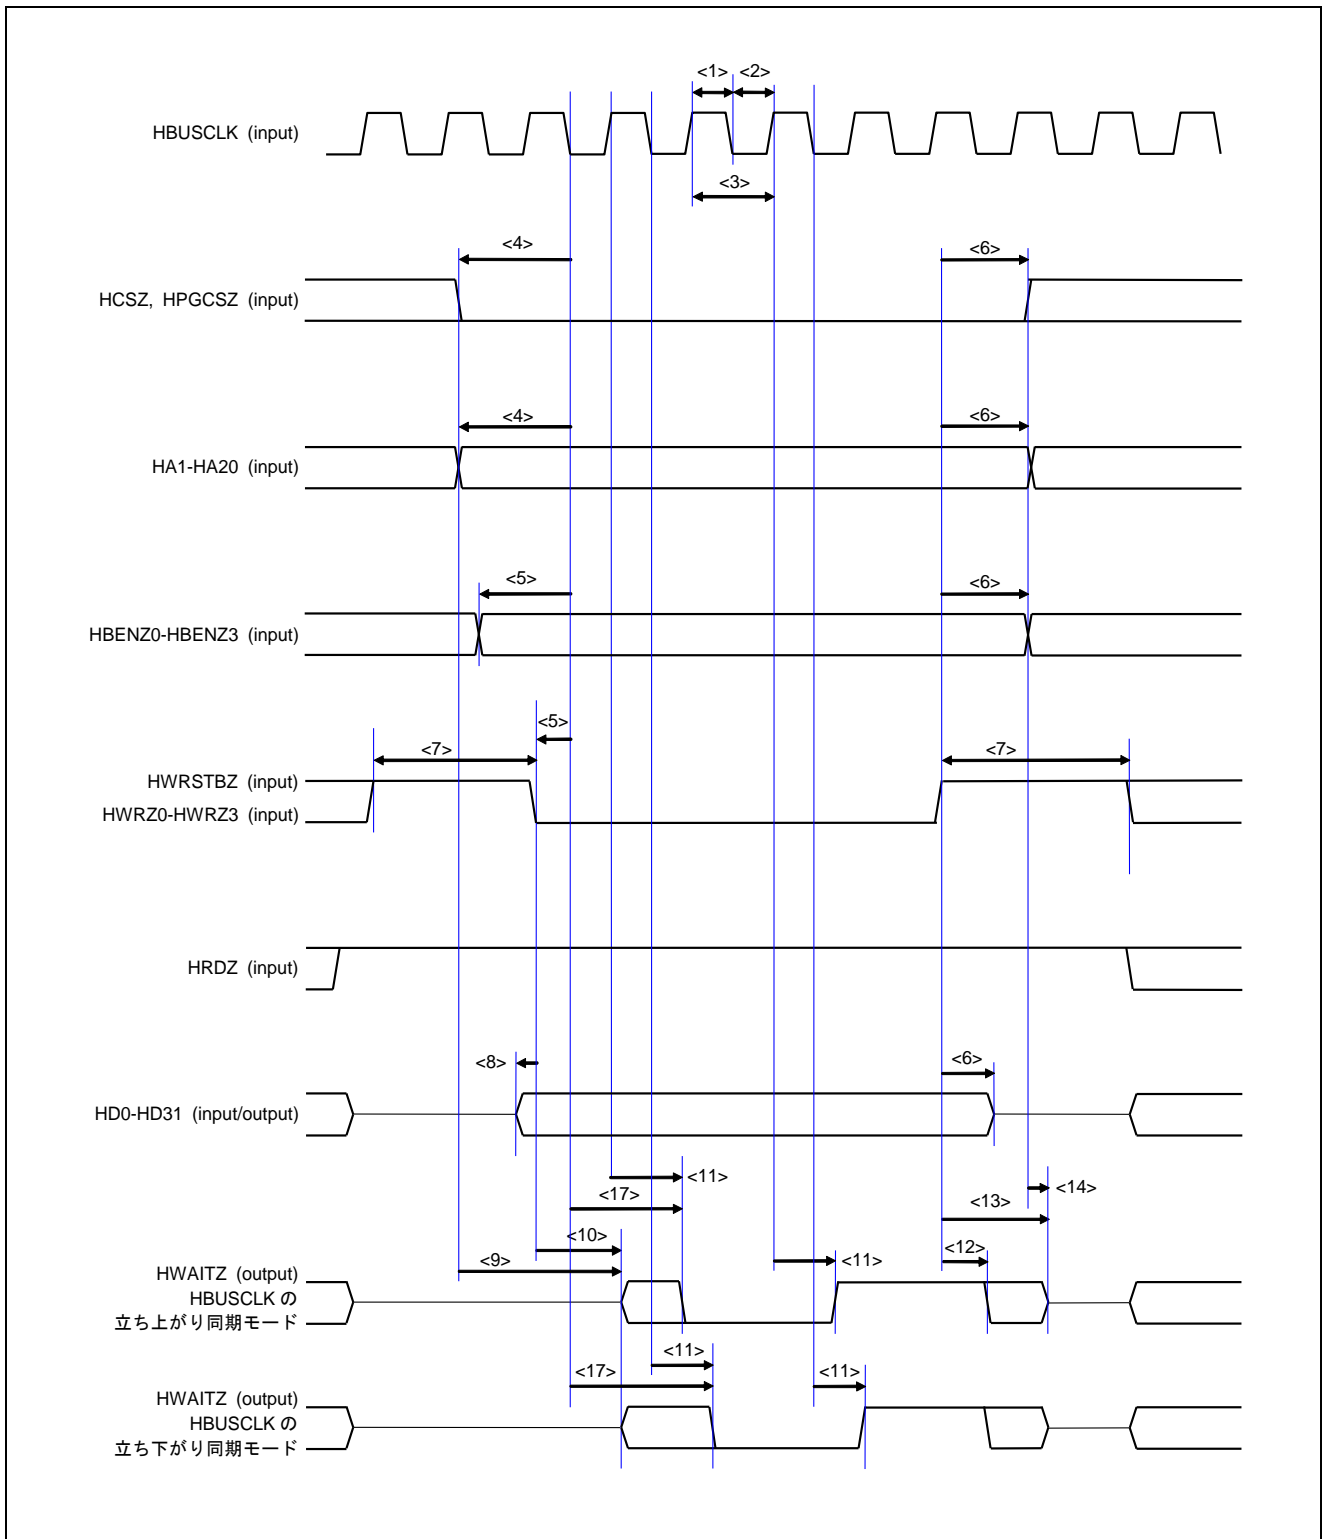 <1> <2>
HBUSCLK (input)
<3>
<4> <6>
HCSZ, HPGCSZ (input)
<4> <6>
HA1-HA20 (input)
<5> <6>
HBENZ0-HBENZ3 (input)
<5>
<7> <7>
HWRSTBZ (input)
HWRZ0-HWRZ3 (input)
HRDZ (input)
<8> <6>
HD0-HD31 (input/output)
<11>
<17> <14>
<13>
<10> <12>
<9> <11>
HWAITZ (output)
HBUSCLK の
立ち上がり同期モード
<11>
<17> <11>
HWAITZ (output)
HBUSCLK の
立ち下がり同期モード